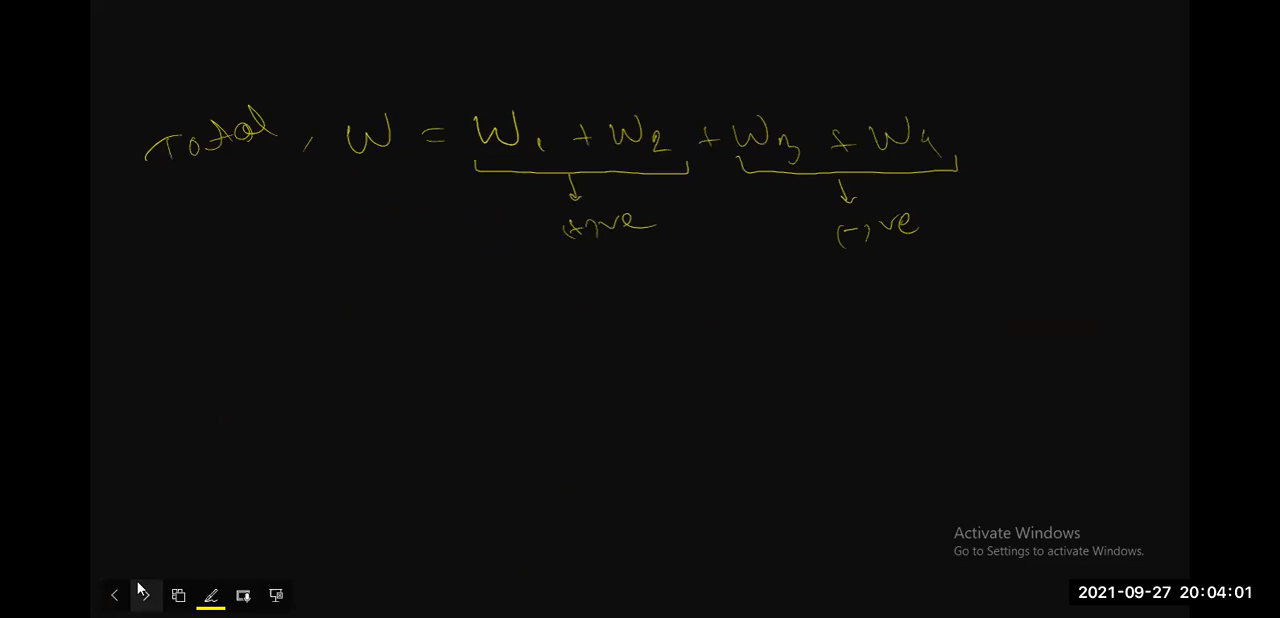 Total, W = W1 + W2 + W3 + W4
(+)ve (-)ve
Activate Windows
Go to Settings to activate Windows.
2021-09-27 20:04:01